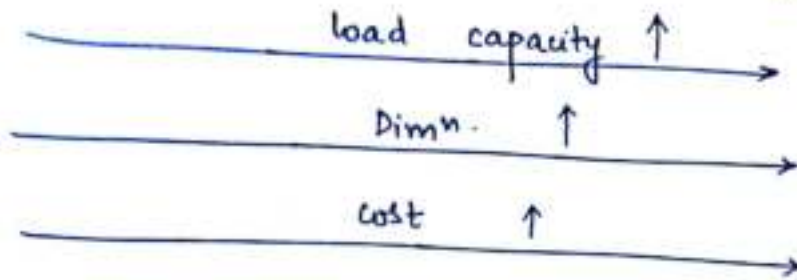 load capacity ↑
Dimn. ↑
cost ↑